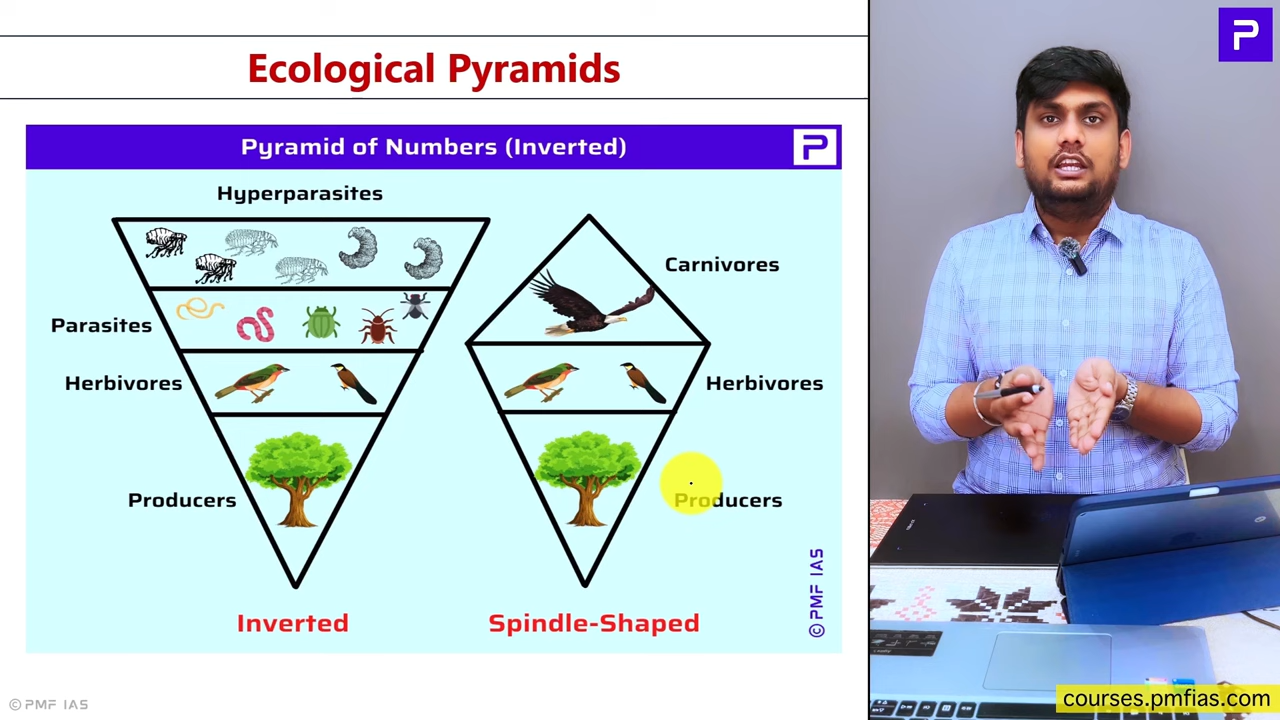 Ecological Pyramids
P
Pyramid of Numbers (Inverted)
P
Hyperparasites
Parasites
Herbivores
Producers
Inverted
Carnivores
Herbivores
Producers
Spindle-Shaped
© PMF IAS
© PMF IAS
courses.pmfias.com